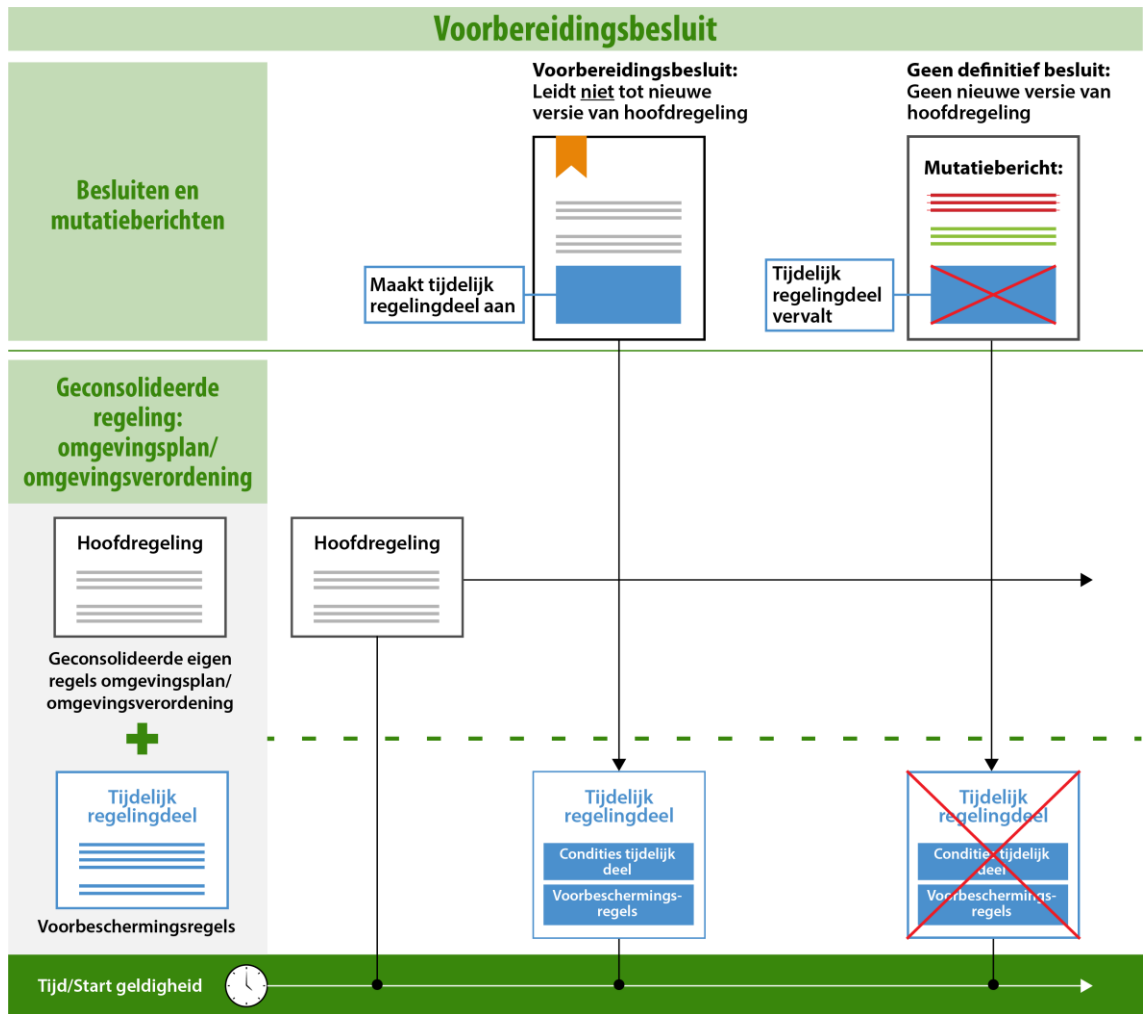 Voorbereidingsbesluit
Besluiten en
mutatieberichten
Voorbereidingsbesluit:
Leidt niet tot nieuwe
versie van hoofdregeling
Maakt tijdelijk
regelingdeel aan
Geen definitief besluit:
Geen nieuwe versie van
hoofdregeling
Mutatiebericht:
Tijdelijk
regelingdeel
vervalt
Geconsolideerde
regeling:
omgevingsplan/
omgevingsverordening
Hoofdregeling
Geconsolideerde eigen
regels omgevingsplan/
omgevingsverordening
Hoofdregeling
Tijdelijk
regelingdeel
Voorbeschermingsregels
Tijdelijk
regelingdeel
Condities tijdelijk
deel
Voorbeschermings-
regels
Tijdelijk
regelingdeel
Condities tijdelijk
deel
Voorbeschermings-
regels
Tijd/Start geldigheid